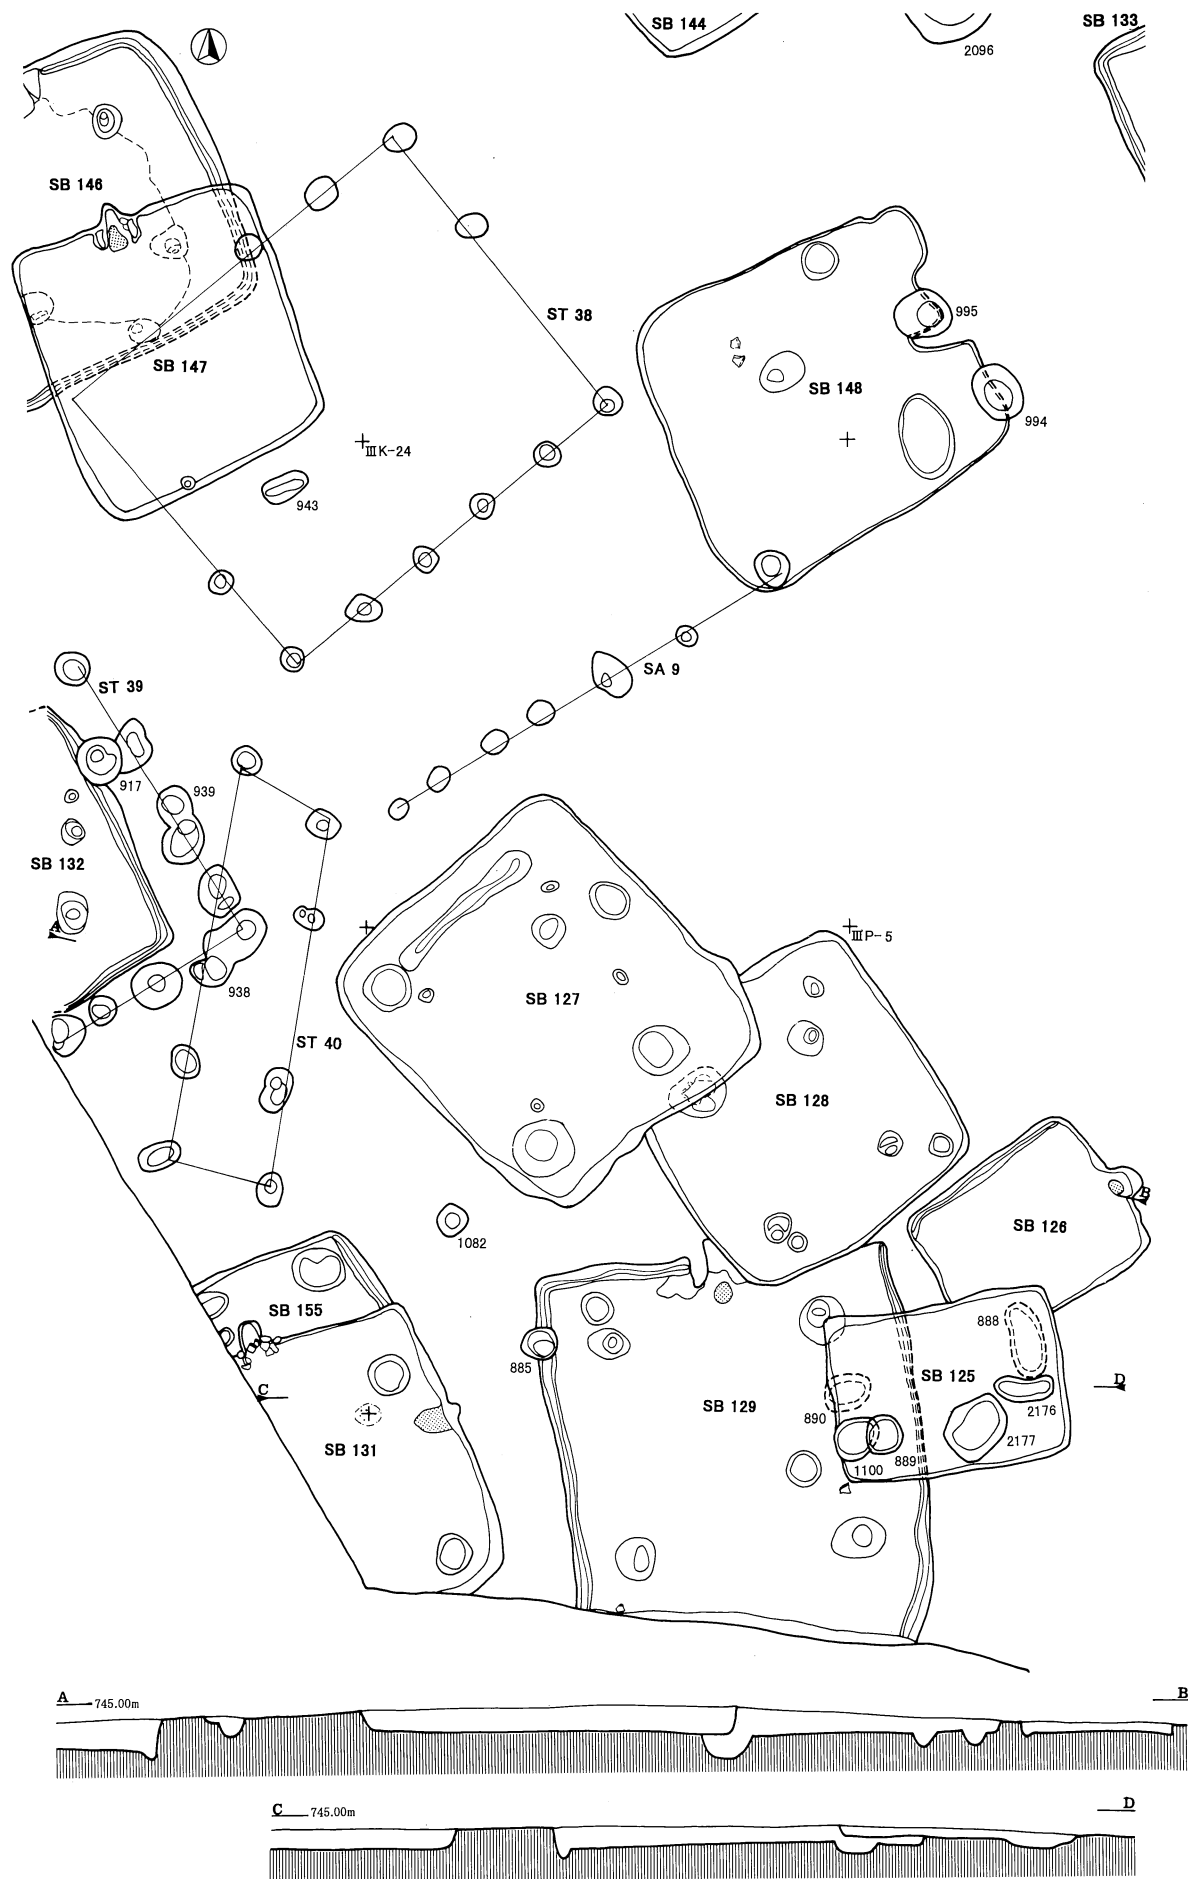 SB 144
2096
SB 133
SB 146
995
ST 38
SB 147
SB 148
994
ⅢK-24
943
ST 39
SA 9
917
939
SB 132
A
ⅢP-5
938
SB 127
ST 40
SB 128
B
SB 126
1082
SB 155
888
885
SB 125
C
D
SB 129
890
2176
SB 131
2177
1100
889
A
745.00m
B
C
745.00m
D